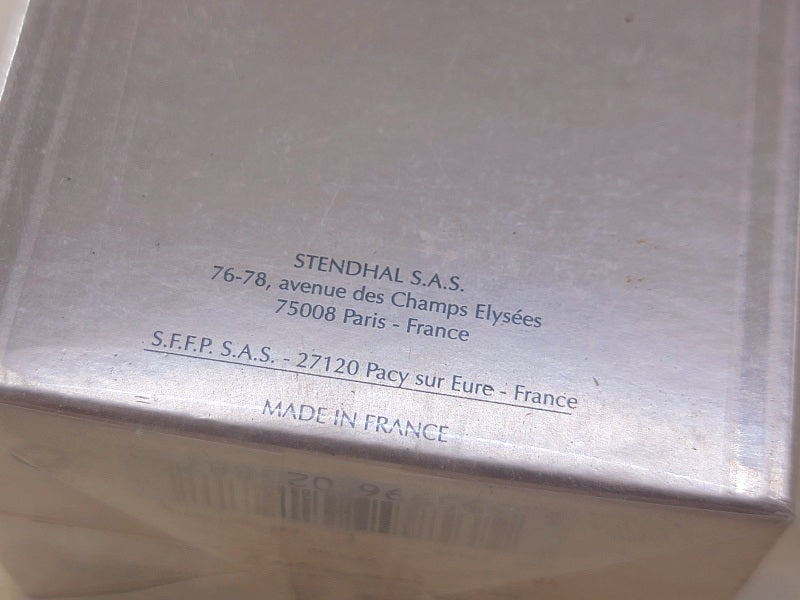 STENDHAL S.A.S.
76-78, avenue des Champs Elysées
75008 Paris - France
S.F.F.P. S.A.S. - 27120 Pacy sur Eure - France
MADE IN FRANCE